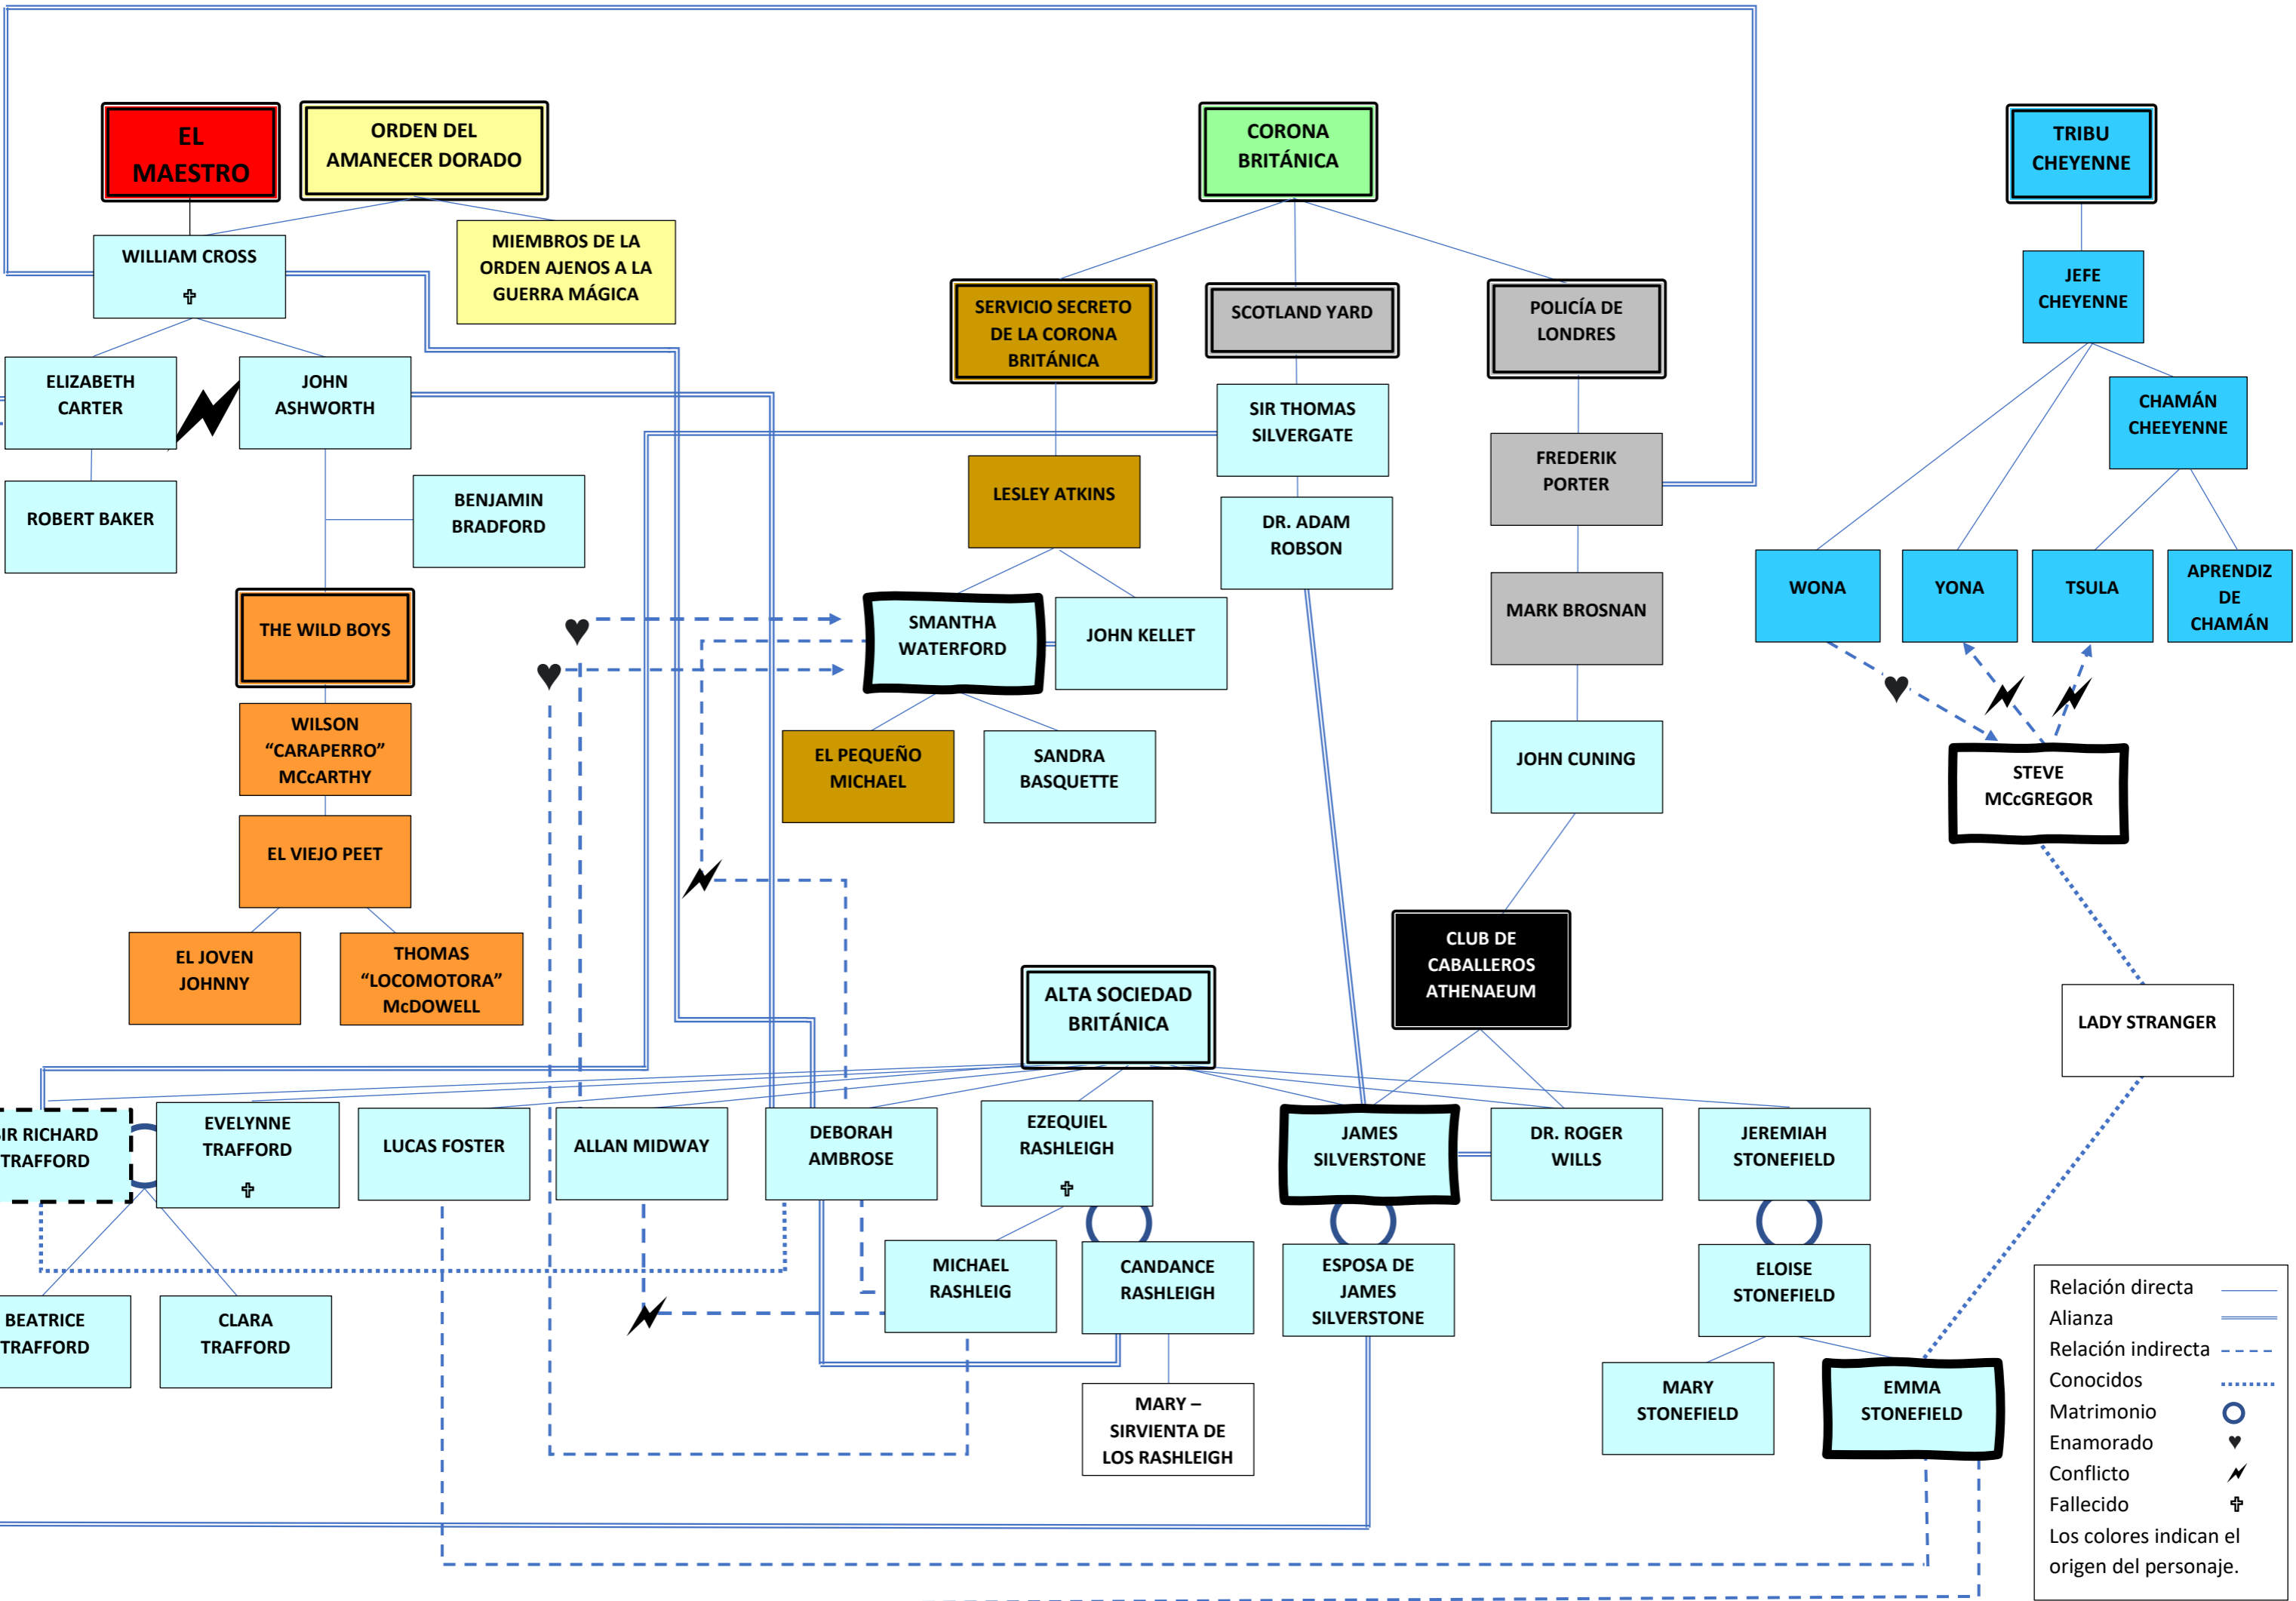 EL
MAESTRO
ORDEN DEL
AMANECER DORADO
CORONA
BRITÁNICA
TRIBU
CHEYENNE
WILLIAM CROSS
✞
MIEMBROS DE LA
ORDEN AJENOS A LA
GUERRA MÁGICA
SERVICIO SECRETO
DE LA CORONA
BRITÁNICA
SCOTLAND YARD
POLICÍA DE
LONDRES
JEFE
CHEYENNE
ELIZABETH
CARTER
JOHN
ASHWORTH
SIR THOMAS
SILVERGATE
CHAMÁN
CHEEYENNE
ROBERT BAKER
BENJAMIN
BRADFORD
LESLEY ATKINS
DR. ADAM
ROBSON
FREDERIK
PORTER
WONA
YONA
TSULA
APRENDIZ
DE
CHAMÁN
THE WILD BOYS
SMANTHA
WATERFORD
JOHN KELLET
MARK BROSNAN
WILSON
“CARAPERRO”
MCcARTHY
EL PEQUEÑO
MICHAEL
SANDRA
BASQUETTE
JOHN CUNING
STEVE
MCcGREGOR
EL VIEJO PEET
EL JOVEN
JOHNNY
THOMAS
“LOCOMOTORA”
McDOWELL
CLUB DE
CABALLEROS
ATHENAEUM
ALTA SOCIEDAD
BRITÁNICA
LADY STRANGER
SIR RICHARD
TRAFFORD
EVELYNNE
TRAFFORD
✞
LUCAS FOSTER
ALLAN MIDWAY
DEBORAH
AMBROSE
EZEQUIEL
RASHLEIGH
✞
JAMES
SILVERSTONE
DR. ROGER
WILLS
JEREMIAH
STONEFIELD
MICHAEL
RASHLEIG
CANDANCE
RASHLEIGH
ESPOSA DE
JAMES
SILVERSTONE
ELOISE
STONEFIELD
BEATRICE
TRAFFORD
CLARA
TRAFFORD
MARY –
SIRVIENTA DE
LOS RASHLEIGH
MARY
STONEFIELD
EMMA
STONEFIELD
Relación directa
Alianza
Relación indirecta
Conocidos
Matrimonio
Enamorado
Conflicto
Fallecido
Los colores indican el
origen del personaje.